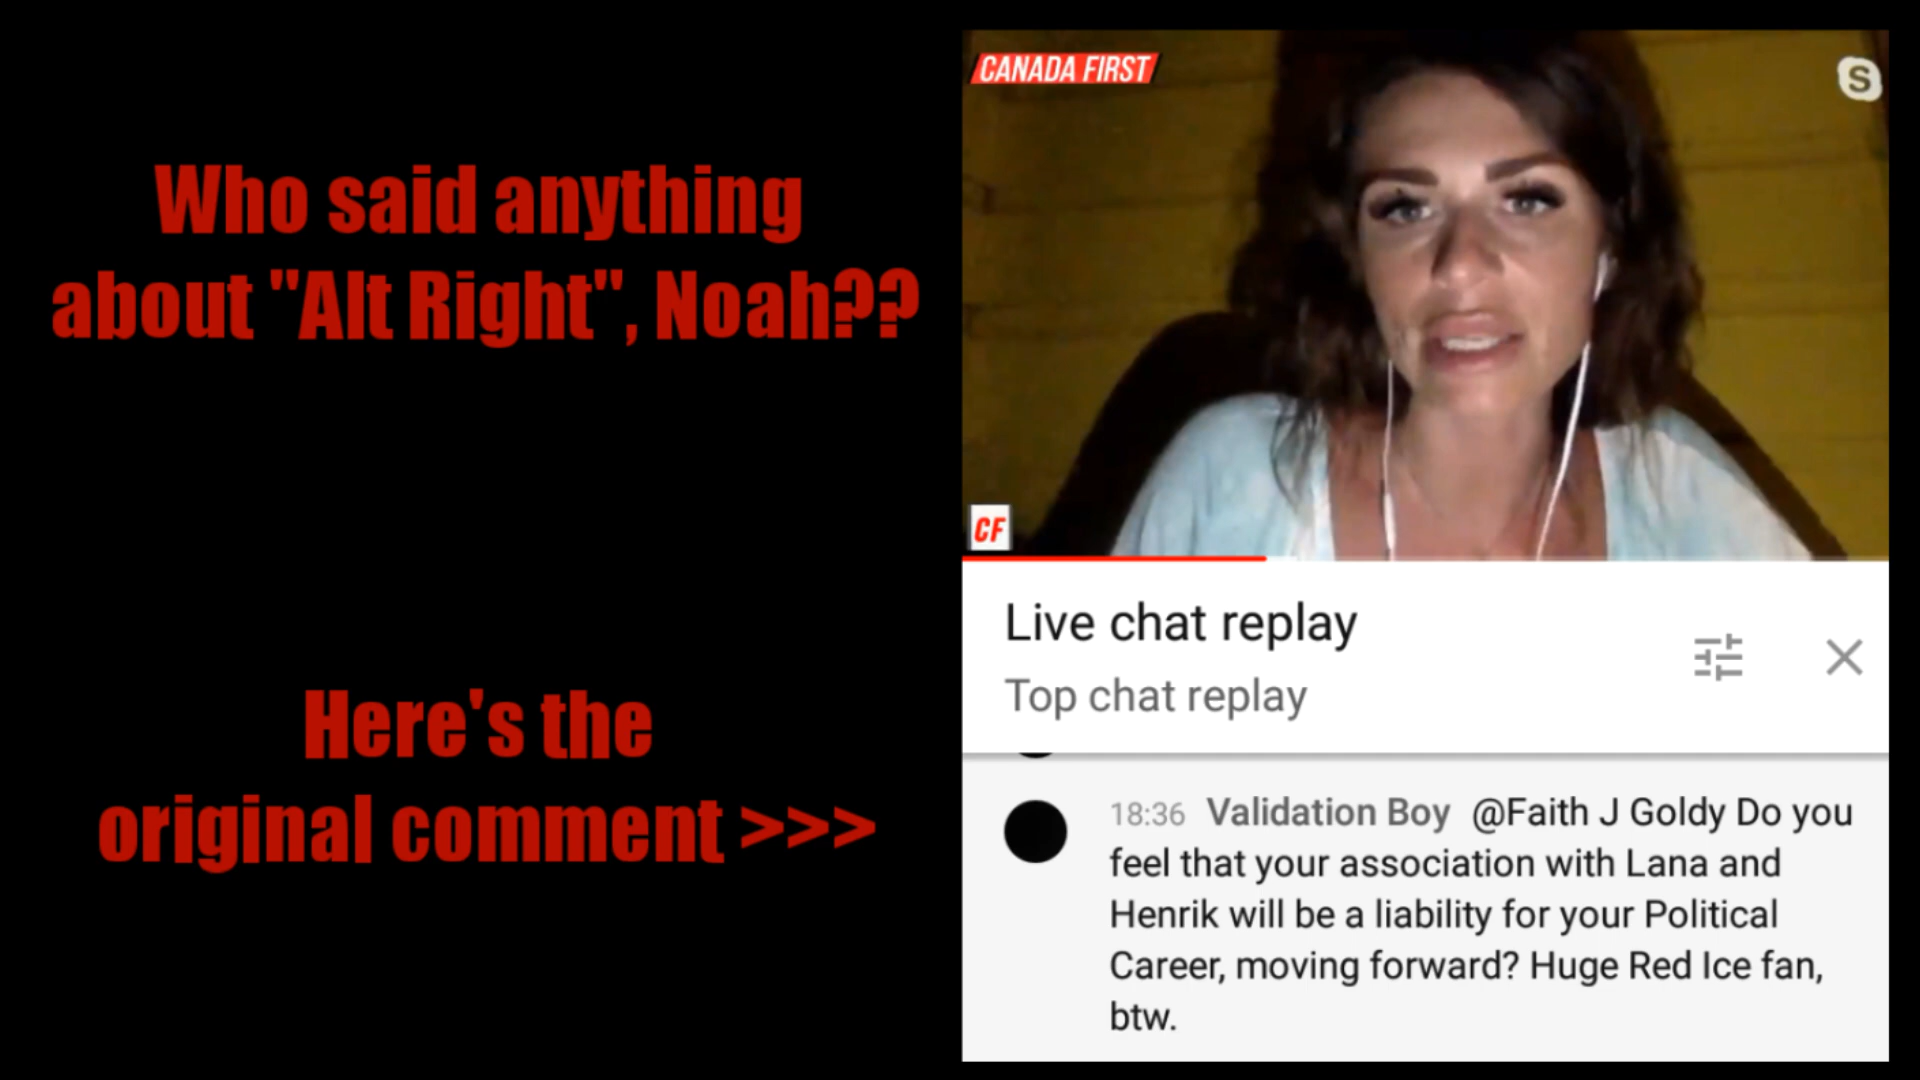 Who said anything
about "Alt Right", Noah??
Here's the
original comment >>>
CANADA FIRST
S
CF
Live chat replay
Top chat replay
18:36 Validation Boy @Faith J Goldy Do you
feel that your association with Lana and
Henrik will be a liability for your Political
Career, moving forward? Huge Red Ice fan,
btw.